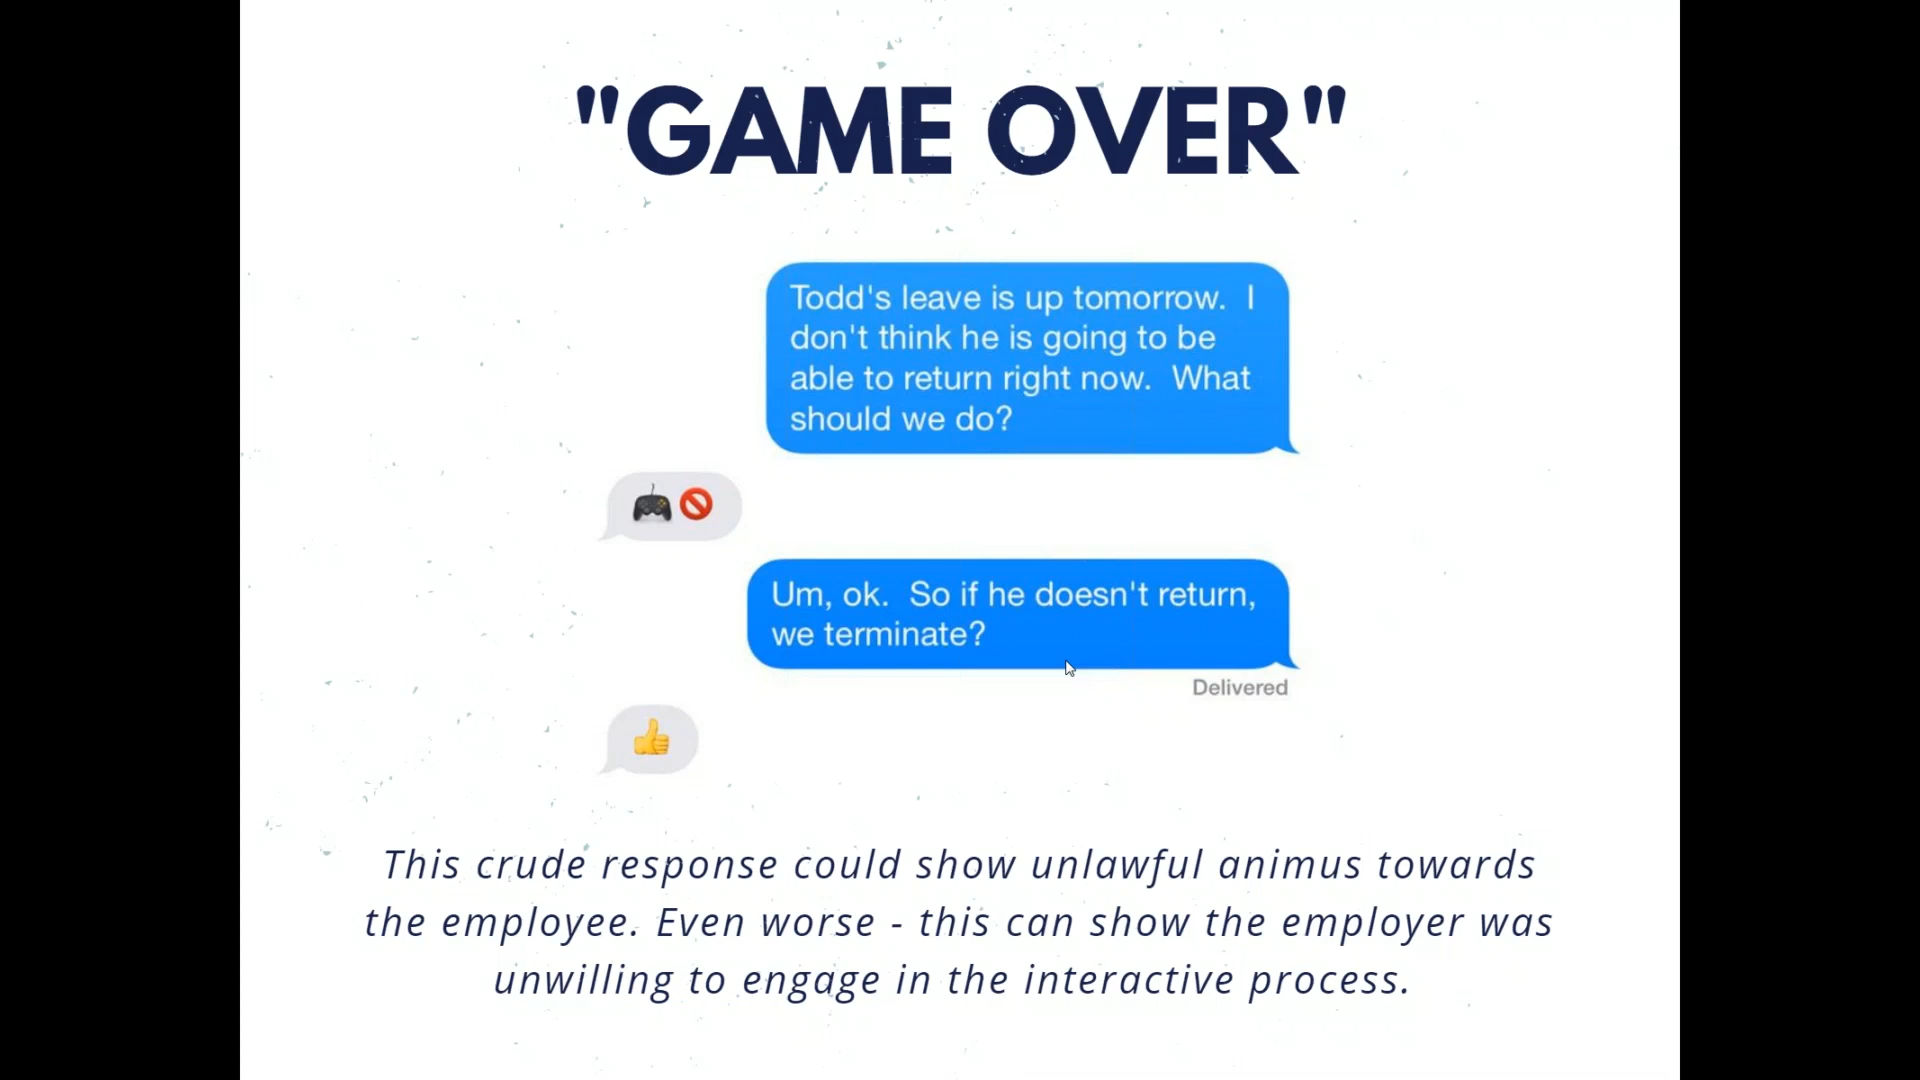 "GAME OVER"
Todd's leave is up tomorrow. I
don't think he is going to be
able to return right now. What
should we do?
🎮🚫
Um, ok. So if he doesn't return,
we terminate?
Delivered
👍
This crude response could show unlawful animus towards
the employee. Even worse - this can show the employer was
unwilling to engage in the interactive process.